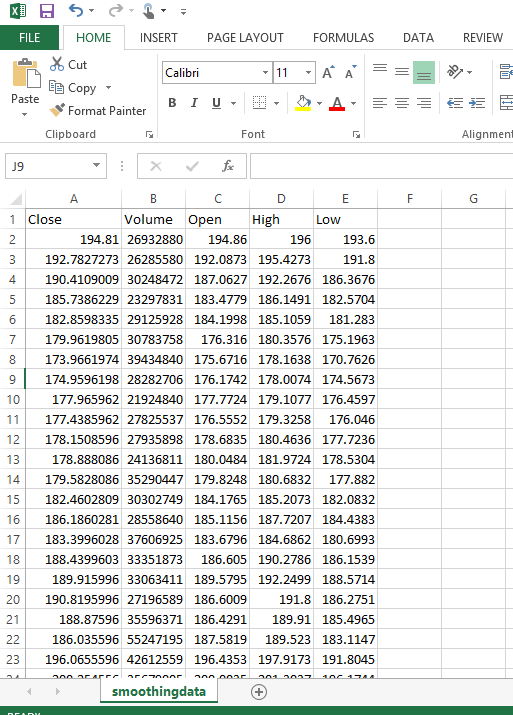 FILE HOME INSERT PAGE LAYOUT FORMULAS DATA REVIEW
Cut
Copy
Format Painter
Paste
Calibri 11 A A
B I U A
Clipboard Font Alignmen
J9 fx
A B C D E F G
1 Close Volume Open High Low
2 194.81 26932880 194.86 196 193.6
3 192.7827273 26285580 192.0873 195.4273 191.8
4 190.4109009 30248472 187.0627 192.2676 186.3676
5 185.7386229 23297831 183.4779 186.1491 182.5704
6 182.8598335 29125928 184.1998 185.1059 181.283
7 179.9619805 30783758 176.316 180.3576 175.1963
8 173.9661974 39434840 175.6716 178.1638 170.7626
9 174.9596198 28282706 176.1742 178.0074 174.5673
10 177.965962 21924840 177.7724 179.1077 176.4597
11 177.4385962 27825537 176.5552 179.3258 176.046
12 178.1508596 27935898 178.6835 180.4636 177.7236
13 178.888086 24136811 180.0484 181.9724 178.5304
14 179.5828086 35290447 179.8248 180.6832 177.882
15 182.4602809 30302749 184.1765 185.2073 182.0832
16 186.1860281 28558640 185.1156 187.7207 184.4383
17 183.3996028 37606925 183.6796 184.6862 180.6993
18 188.4399603 33351873 186.605 190.2786 186.1539
19 189.915996 33063411 189.5795 192.2499 188.5714
20 190.8195996 27196589 186.6009 191.8 186.2751
21 188.87596 35596371 186.4291 189.91 185.4965
22 186.035596 55247195 187.5819 189.523 183.1147
23 196.0655596 42612559 196.4353 197.9173 191.8045
smoothingdata